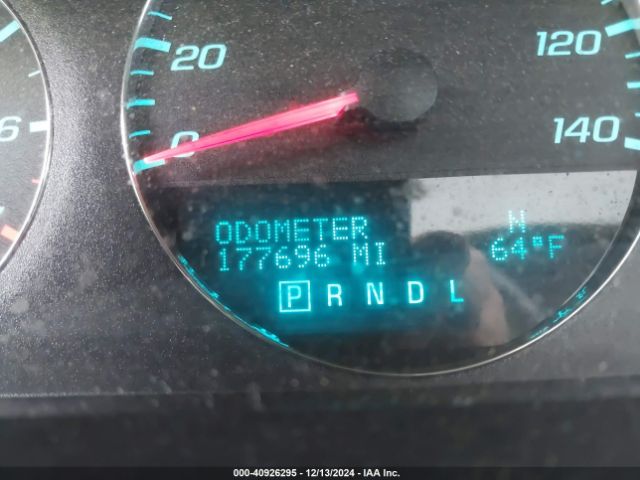 20
120
6
0
140
ODOMETER
N
177696 MI
64°F
P R N D L
000-40926295 - 12/13/2024 - IAA Inc.